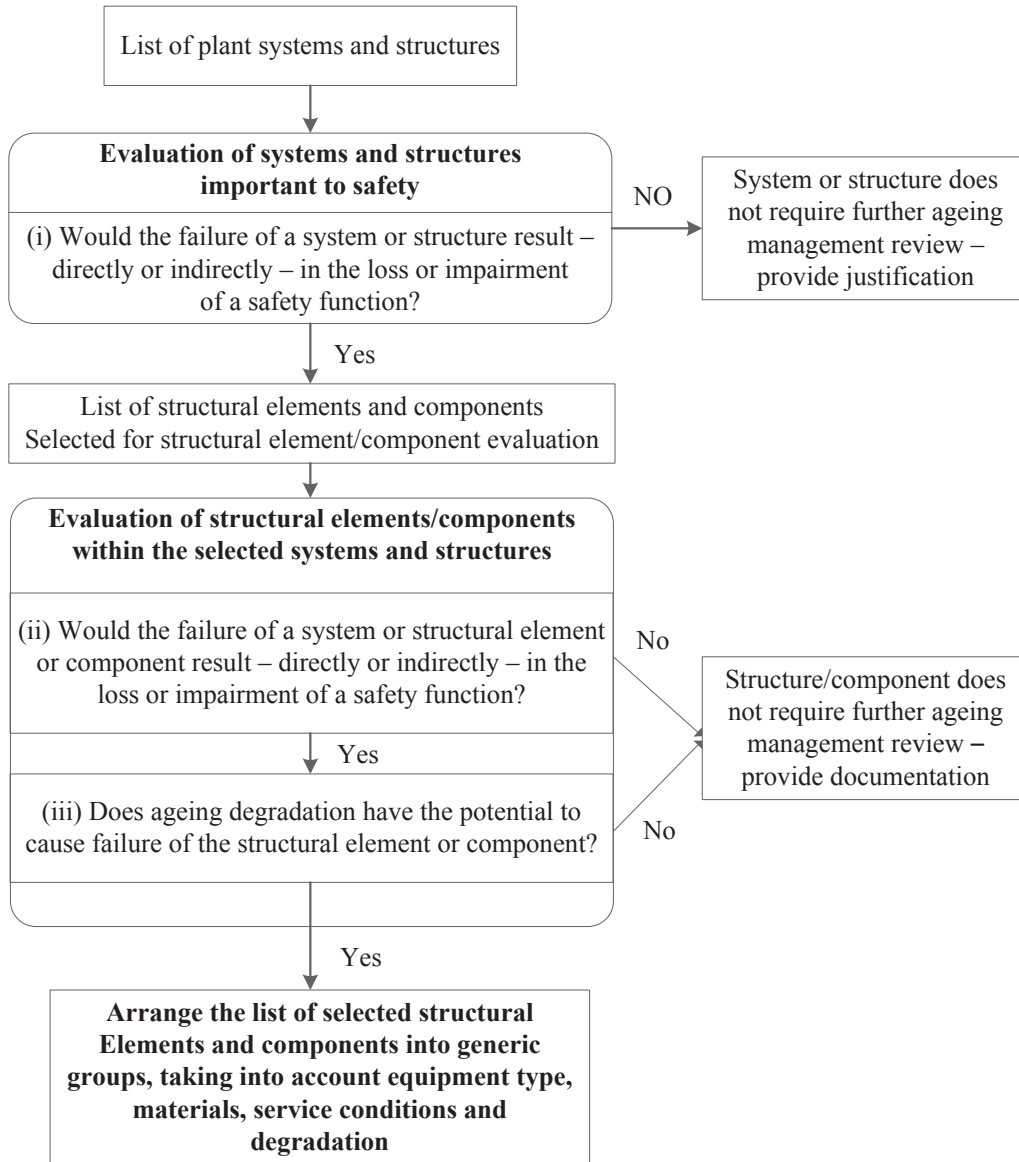 List of plant systems and structures
Evaluation of systems and structures
important to safety
(i) Would the failure of a system or structure result –
directly or indirectly – in the loss or impairment
of a safety function?
NO
System or structure does
not require further ageing
management review –
provide justification
Yes
List of structural elements and components
Selected for structural element/component evaluation
Evaluation of structural elements/components
within the selected systems and structures
(ii) Would the failure of a system or structural element
or component result – directly or indirectly – in the
loss or impairment of a safety function?
No
Structure/component does
not require further ageing
management review –
provide documentation
Yes
(iii) Does ageing degradation have the potential to
cause failure of the structural element or component?
No
Yes
Arrange the list of selected structural
Elements and components into generic
groups, taking into account equipment type,
materials, service conditions and
degradation